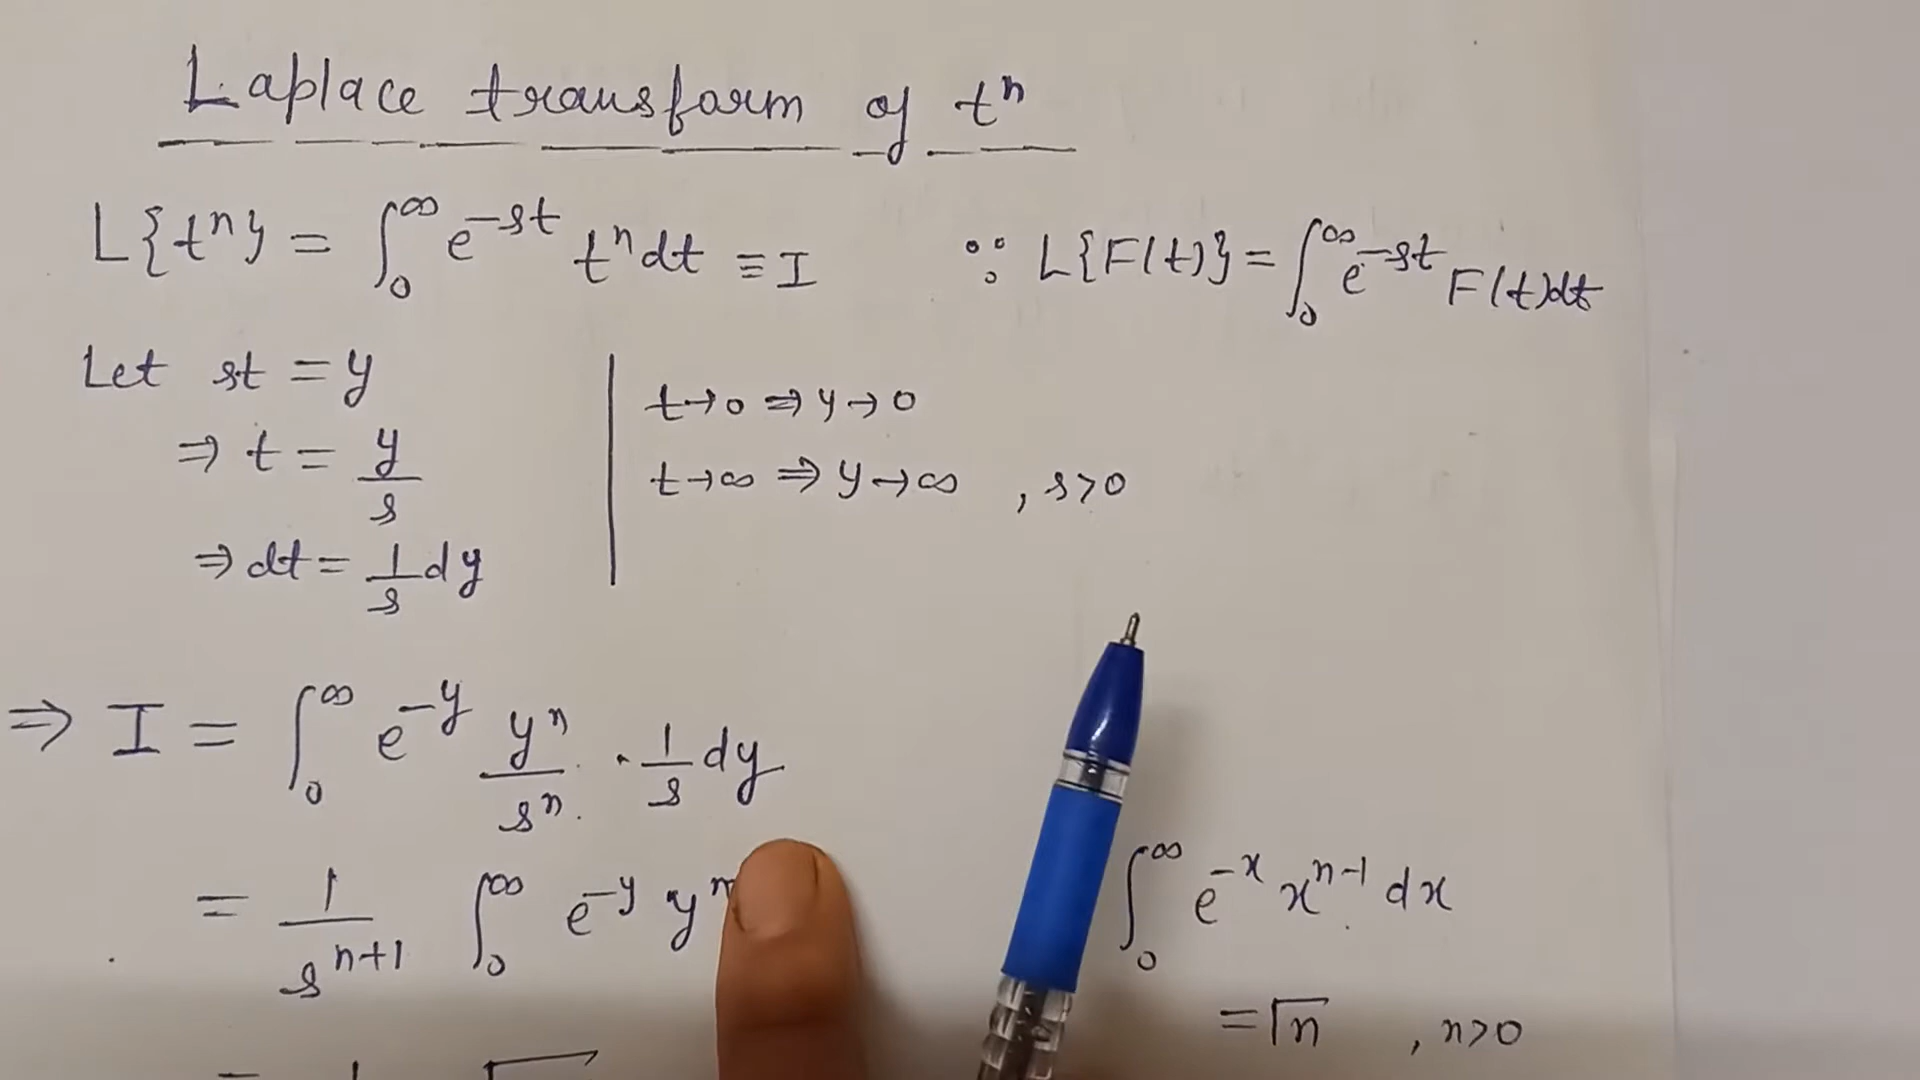 Laplace transform of tⁿ
L{tⁿ} = ∫₀^∞ e^{-st} tⁿ dt ≡ I
∵ L{F(t)} = ∫₀^∞ e^{-st} F(t)dt
Let st = y
⇒ t = y/s
⇒ dt = 1/s dy
t→0 ⇒ y→0
t→∞ ⇒ y→∞ , s>0
⇒ I = ∫₀^∞ e^{-y} yⁿ/sⁿ · 1/s dy
= 1/s^{n+1} ∫₀^∞ e^{-y} yⁿ
∫₀^∞ e^{-x} x^{n-1} dx
= Γn , n>0